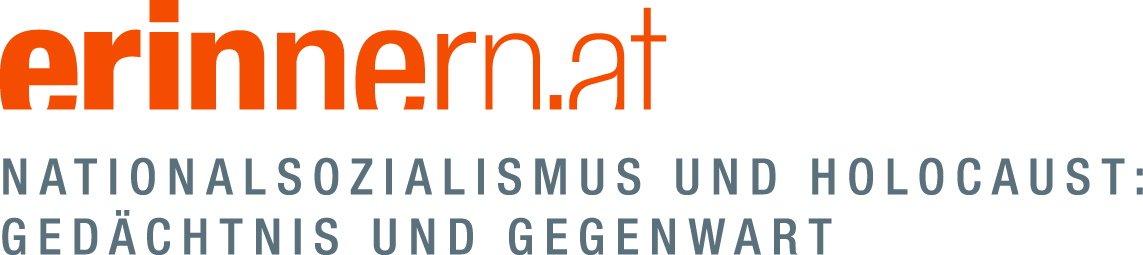 erinnern.at
NATIONALSOZIALISMUS UND HOLOCAUST:
GEDÄCHTNIS UND GEGENWART